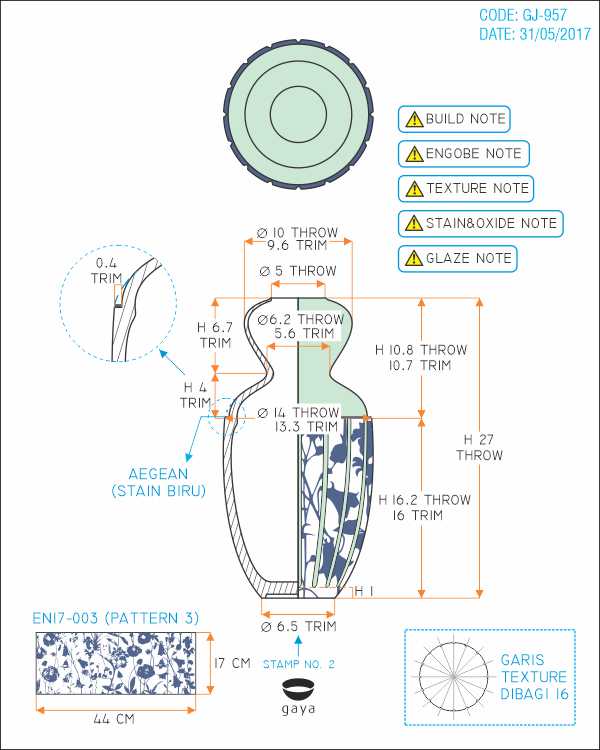 CODE: GJ-957
DATE: 31/05/2017
BUILD NOTE
ENGOBE NOTE
TEXTURE NOTE
STAIN&OXIDE NOTE
GLAZE NOTE
Ø 10 THROW
9.6 TRIM
0.4
TRIM
Ø 5 THROW
H 6.7
TRIM
Ø6.2 THROW
5.6 TRIM
H 10.8 THROW
10.7 TRIM
H 4
TRIM
Ø 14 THROW
13.3 TRIM
H 27
THROW
AEGEAN
(STAIN BIRU)
H 16.2 THROW
16 TRIM
H 1
EN17-003 (PATTERN 3)
Ø 6.5 TRIM
17 CM
44 CM
STAMP NO. 2
gaya
GARIS
TEXTURE
DIBAGI 16